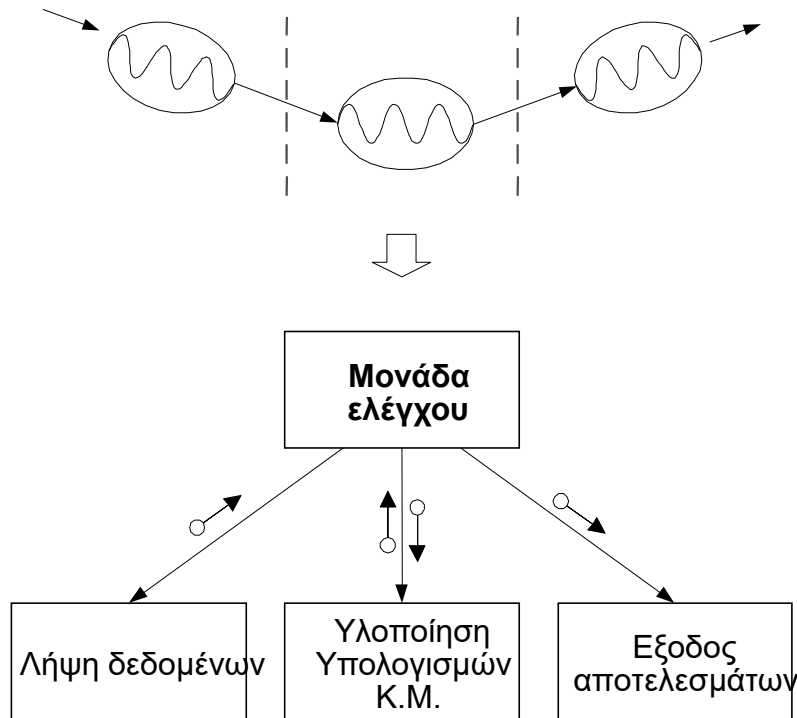 Μονάδα
ελέγχου
Λήψη δεδομένων
Υλοποίηση
Υπολογισμών
Κ.Μ.
Εξοδος
αποτελεσμάτων